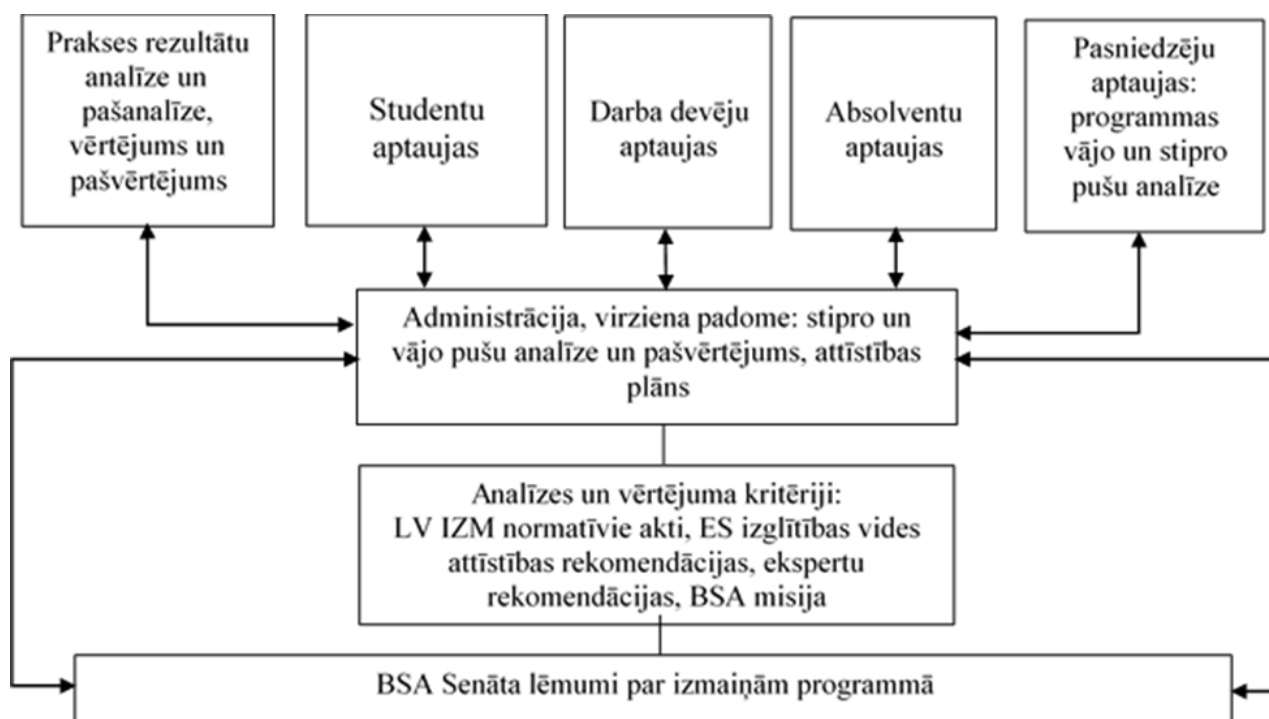 Prakses rezultātu
analīze un
pašanalīze,
vērtējums un
pašvērtējums
Studentu
aptaujas
Darba devēju
aptaujas
Absolventu
aptaujas
Pasniedzēju
aptaujas:
programmas
vājo un stipro
pušu analīze
Administrācija, virziena padome: stipro un
vājo pušu analīze un pašvērtējums, attīstības
plāns
Analīzes un vērtējuma kritēriji:
LV IZM normatīvie akti, ES izglītības vides
attīstības rekomendācijas, ekspertu
rekomendācijas, BSA misija
BSA Senāta lēmumi par izmaiņām programmā